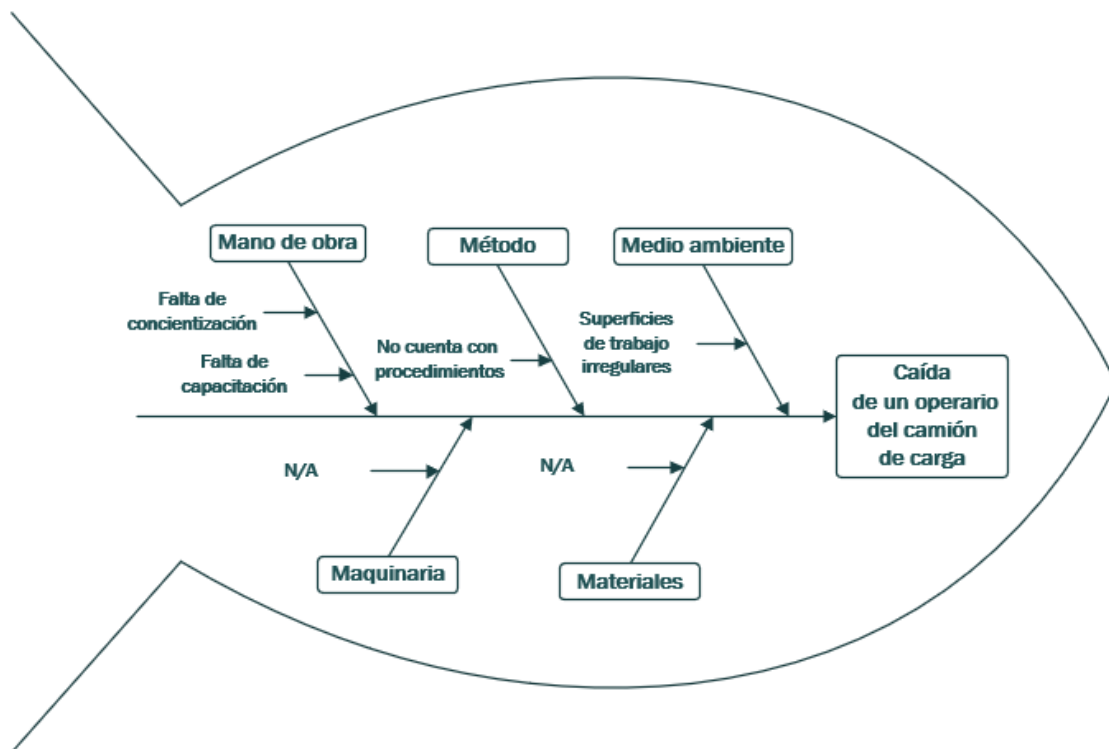 Mano de obra
Método
Medio ambiente
Falta de
concientización
Falta de
capacitación
No cuenta con
procedimientos
Superficies
de trabajo
irregulares
Caída
de un operario
del camión
de carga
N/A
N/A
Maquinaria
Materiales